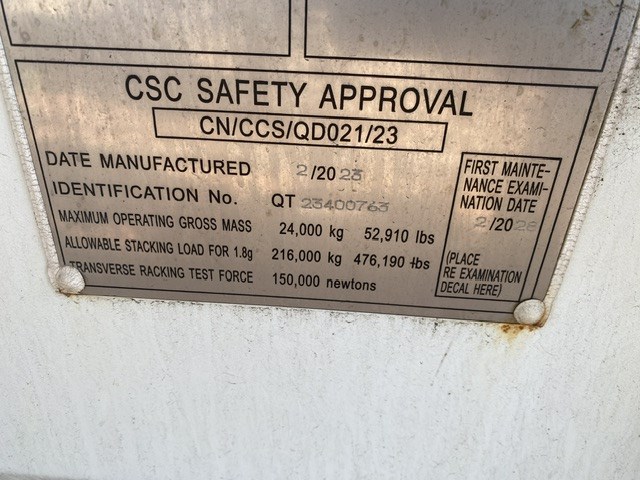 CSC SAFETY APPROVAL
CN/CCS/QD021/23
DATE MANUFACTURED 2/2023
IDENTIFICATION No. QT 23400763
MAXIMUM OPERATING GROSS MASS 24,000 kg 52,910 lbs
ALLOWABLE STACKING LOAD FOR 1.8g 216,000 kg 476,190 lbs
TRANSVERSE RACKING TEST FORCE 150,000 newtons
FIRST MAINTE-
NANCE EXAMI-
NATION DATE
2/2028
(PLACE
RE EXAMINATION
DECAL HERE)